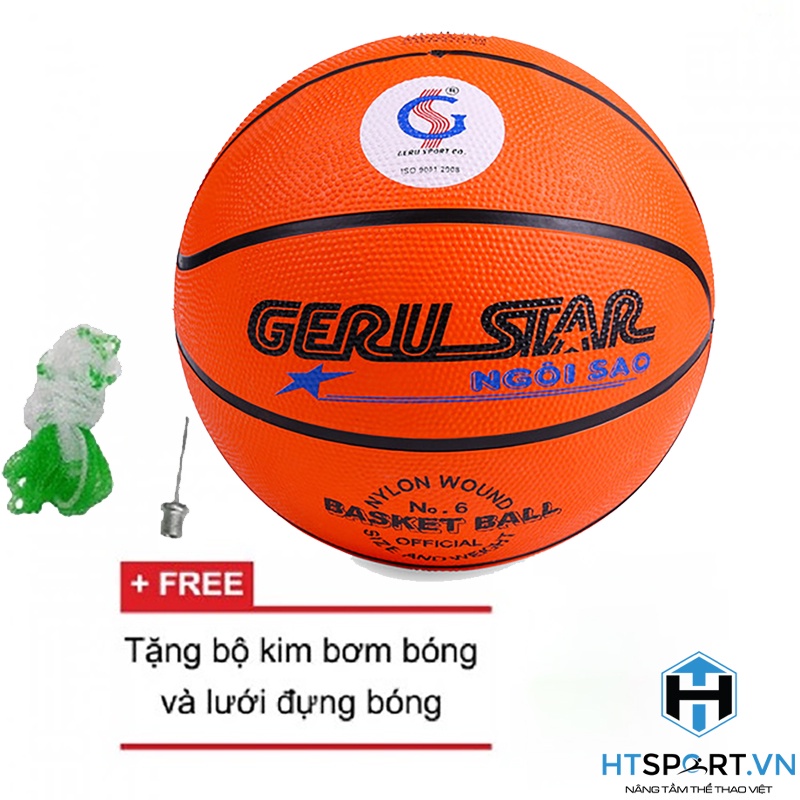 GS ®
GERU SPORT CO.
ISO 9001 2008
GERU STAR
NGÔI SAO
NYLON WOUND
No. 6
BASKET BALL
OFFICIAL
SIZE AND WEIGHT
+ FREE
Tặng bộ kim bơm bóng
và lưới đựng bóng
H
HTSPORT.VN
NÂNG TẦM THỂ THAO VIỆT